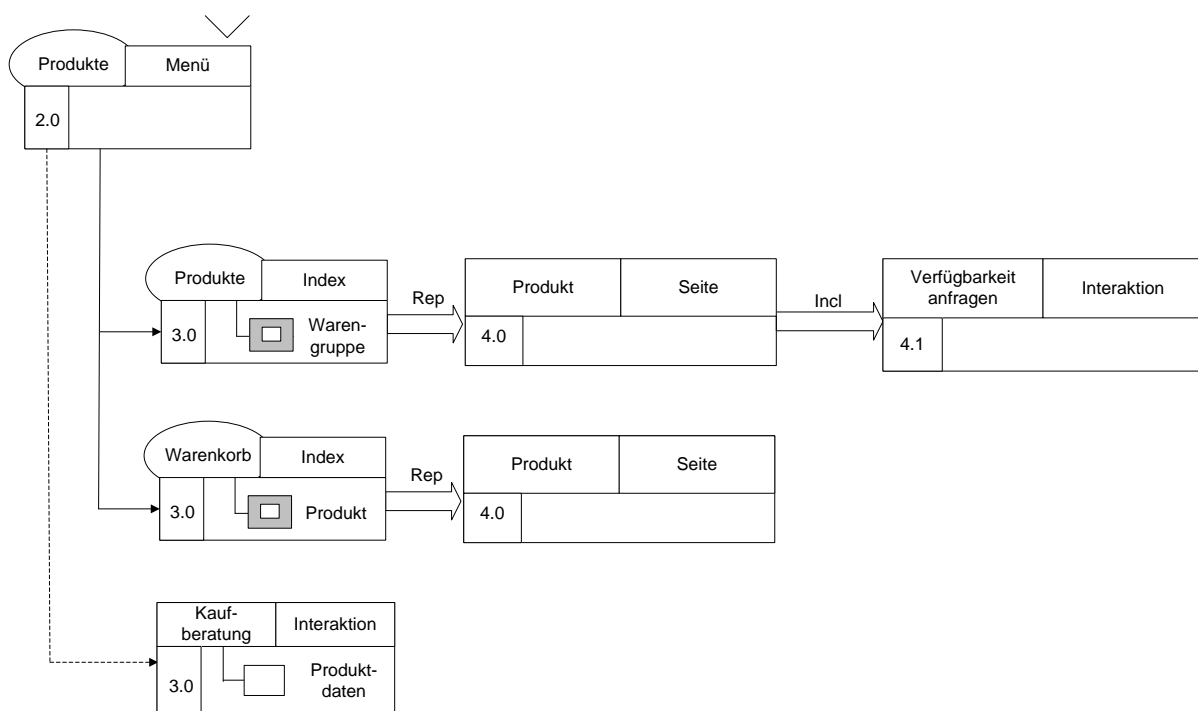 Produkte Menü
2.0
Produkte Index
3.0 Waren-
gruppe
Rep
Produkt Seite
4.0
Incl
Verfügbarkeit
anfragen
Interaktion
4.1
Warenkorb Index
3.0 Produkt
Rep
Produkt Seite
4.0
Kauf-
beratung
Interaktion
3.0 Produkt-
daten